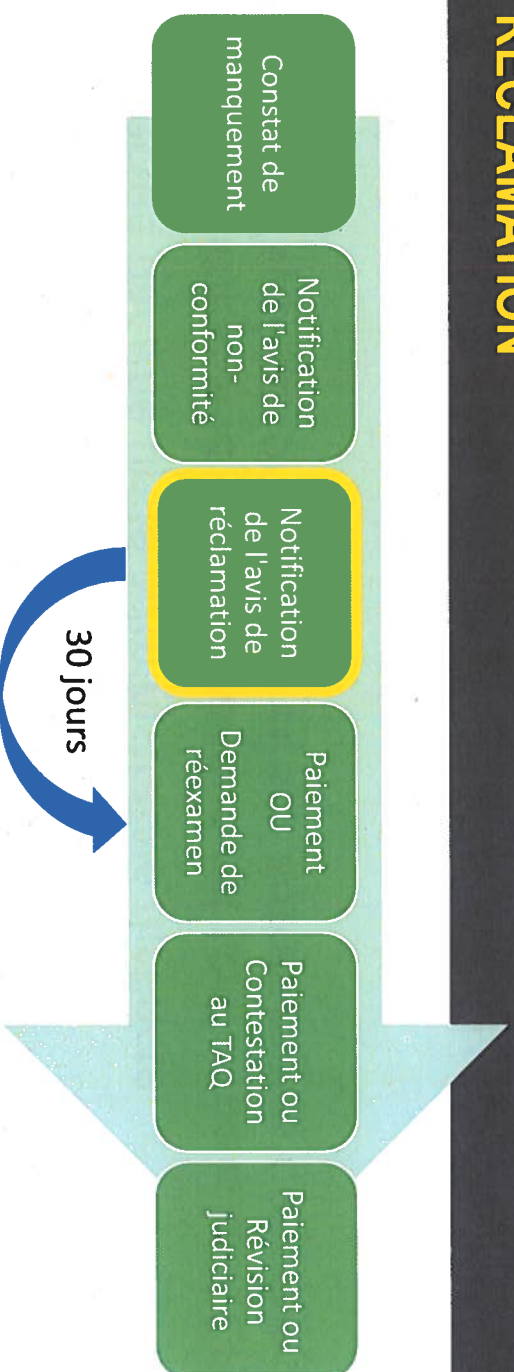 RÉCLAMATION
Constat de
manquement
Notification
de l'avis de
non-
conformité
Notification
de l'avis de
réclamation
Paiement
OU
Demande de
réexamen
Paiement ou
Contestation
au TAQ
Paiement ou
Révision
judiciaire
30 jours